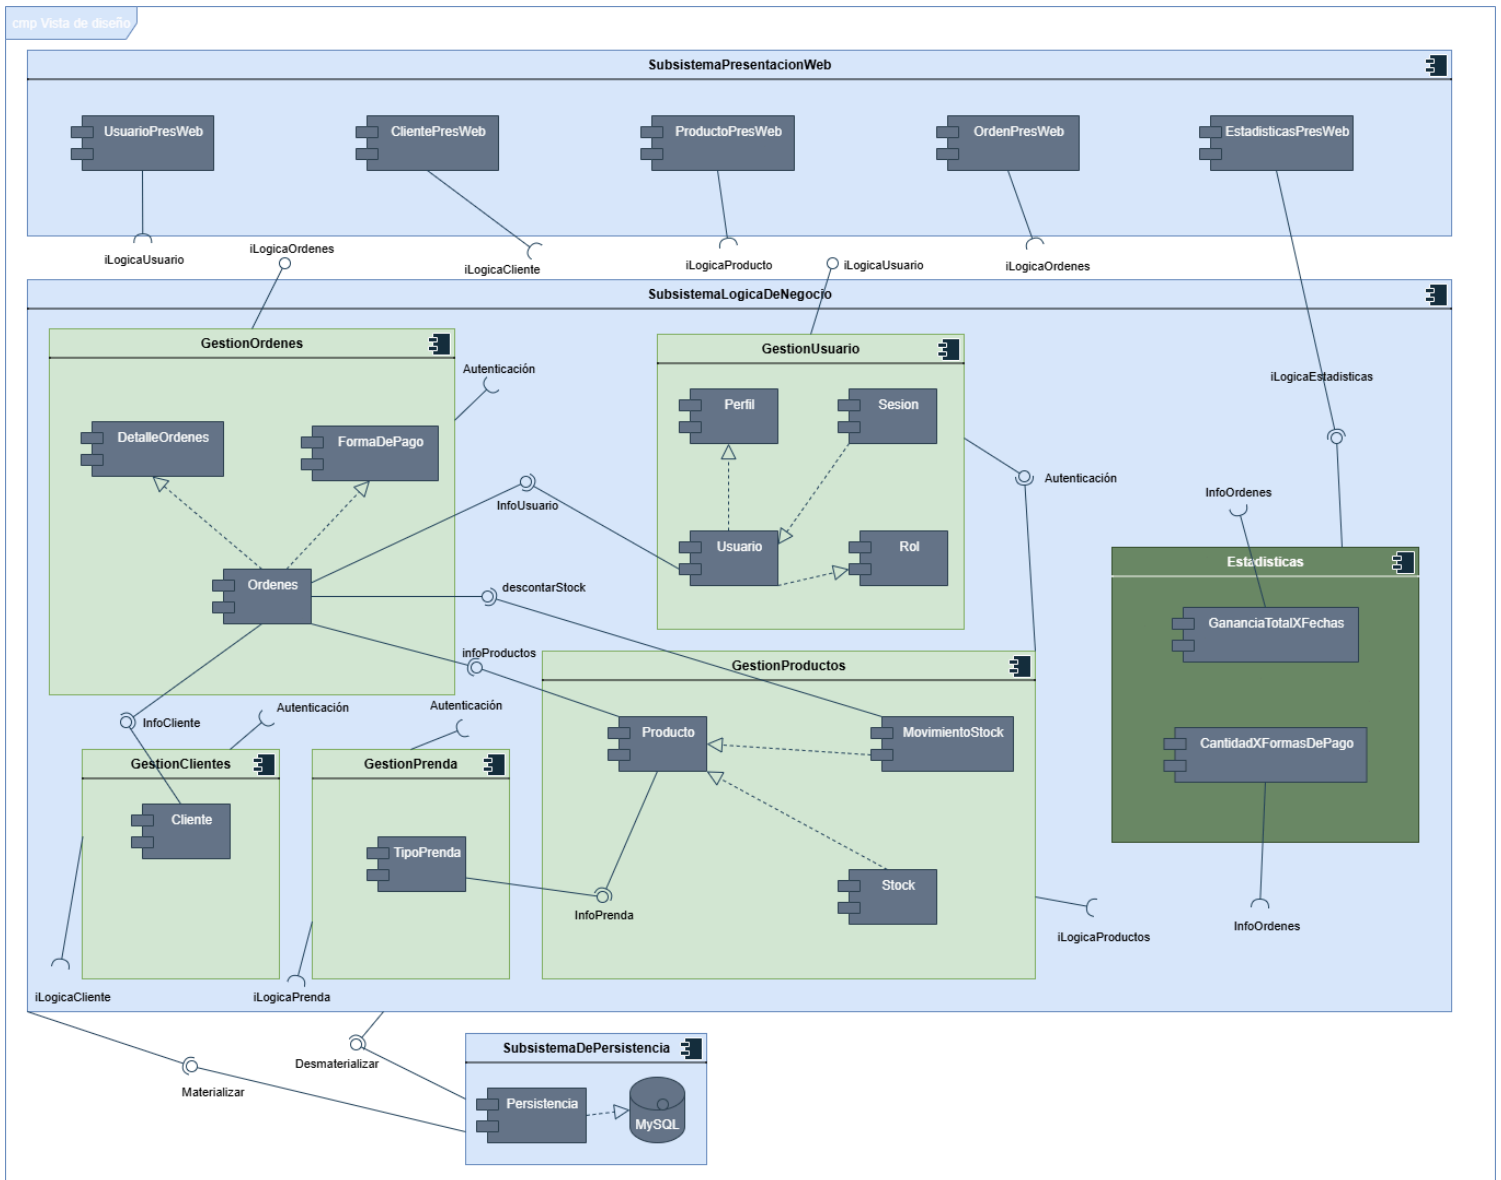 cmp Vista de diseño
SubsistemaPresentacionWeb
UsuarioPresWeb
ClientePresWeb
ProductoPresWeb
OrdenPresWeb
EstadisticasPresWeb
iLogicaUsuario
iLogicaOrdenes
iLogicaCliente
iLogicaProducto
iLogicaUsuario
iLogicaOrdenes
SubsistemaLogicaDeNegocio
GestionOrdenes
GestionUsuario
Autenticación
iLogicaEstadisticas
Perfil
Sesion
DetalleOrdenes
FormaDePago
Autenticación
InfoUsuario
InfoOrdenes
Usuario
Rol
Estadisticas
Ordenes
descontarStock
GananciaTotalXFechas
infoProductos
GestionProductos
Autenticación
Autenticación
InfoCliente
Producto
MovimientoStock
CantidadXFormasDePago
GestionClientes
GestionPrenda
Cliente
TipoPrenda
Stock
InfoPrenda
InfoOrdenes
iLogicaProductos
iLogicaCliente
iLogicaPrenda
SubsistemaDePersistencia
Desmaterializar
Materializar
Persistencia
MySQL